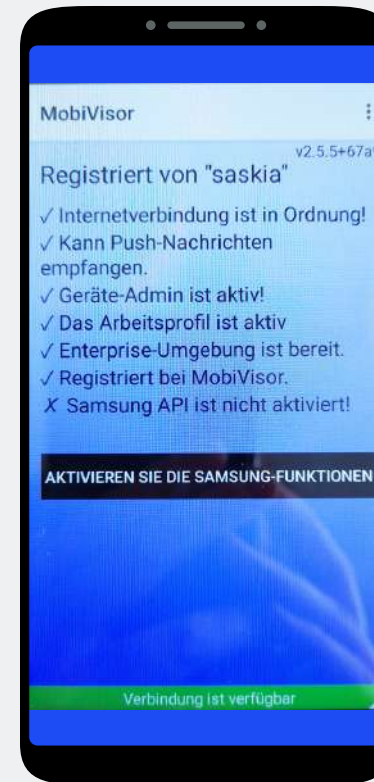 MobiVisor
v2.5.5+67a
Registriert von "saskia"
✓ Internetverbindung ist in Ordnung!
✓ Kann Push-Nachrichten
empfangen.
✓ Geräte-Admin ist aktiv!
✓ Das Arbeitsprofil ist aktiv
✓ Enterprise-Umgebung ist bereit.
✓ Registriert bei MobiVisor.
X Samsung API ist nicht aktiviert!
AKTIVIEREN SIE DIE SAMSUNG-FUNKTIONEN
Verbindung ist verfügbar